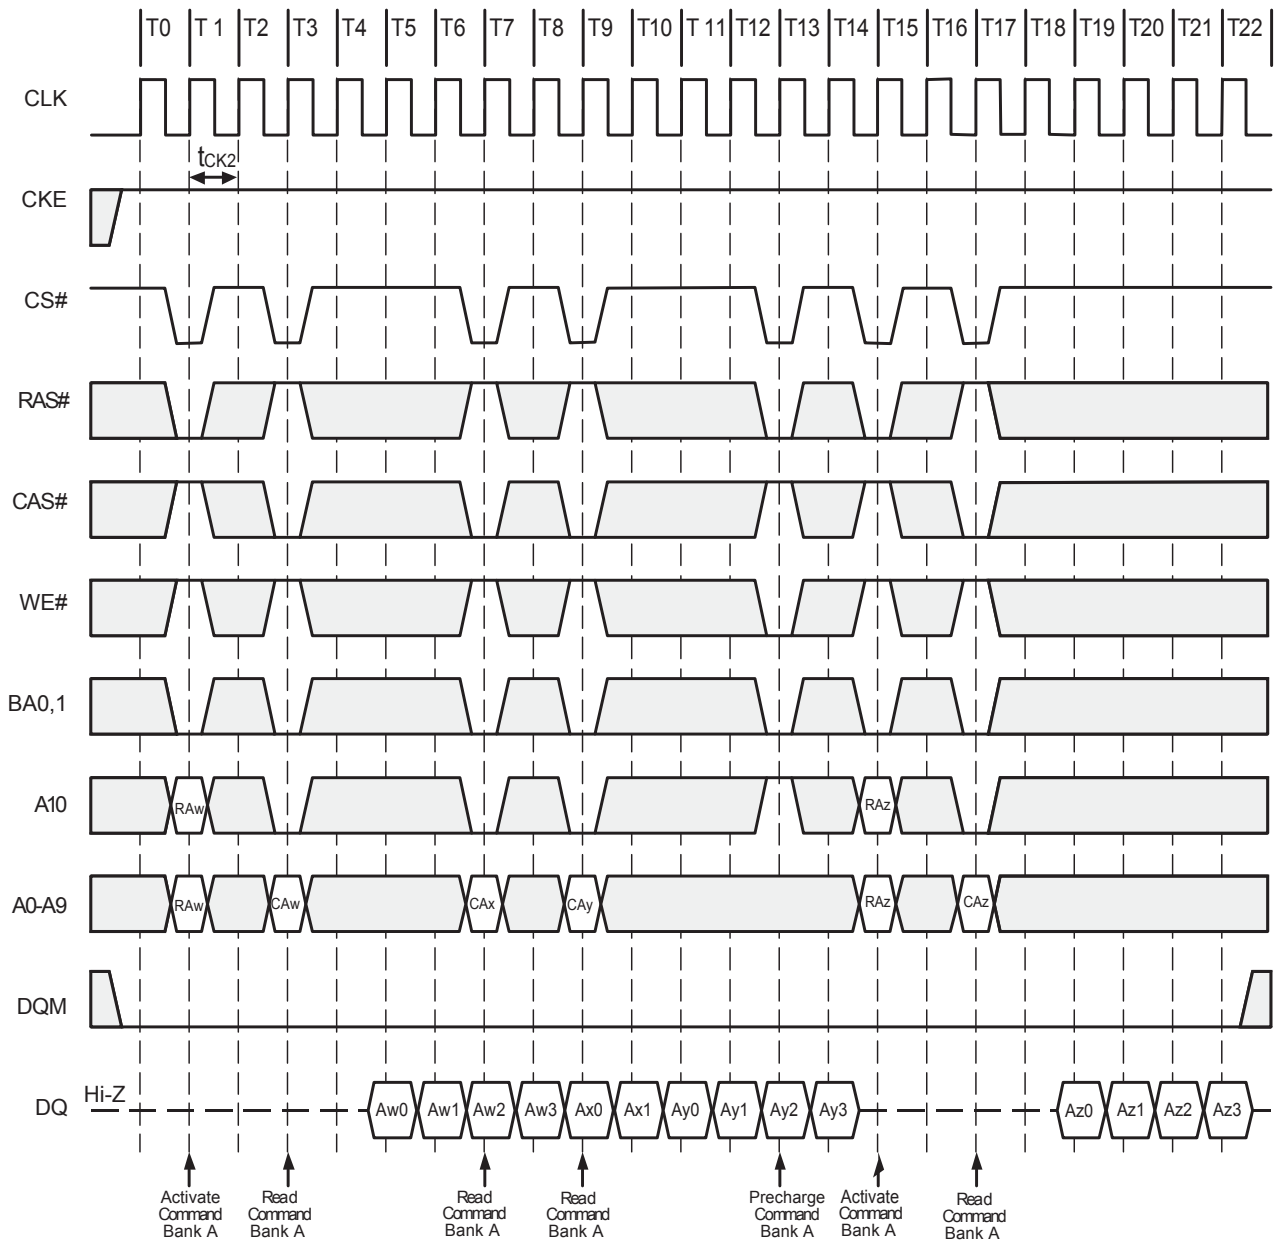 T0 T 1 T2 T3 T4 T5 T6 T7 T8 T9 T10 T 11 T12 T13 T14 T15 T16 T17 T18 T19 T20 T21 T22
CLK
tCK2
CKE
CS#
RAS#
CAS#
WE#
BA0,1
A10 RAw RAz
A0-A9 RAw CAw CAx CAy RAz CAz
DQM
Hi-Z
DQ Aw0 Aw1 Aw2 Aw3 Ax0 Ax1 Ay0 Ay1 Ay2 Ay3 Az0 Az1 Az2 Az3
Activate
Command
Bank A
Read
Command
Bank A
Read
Command
Bank A
Read
Command
Bank A
Precharge
Command
Bank A
Activate
Command
Bank A
Read
Command
Bank A